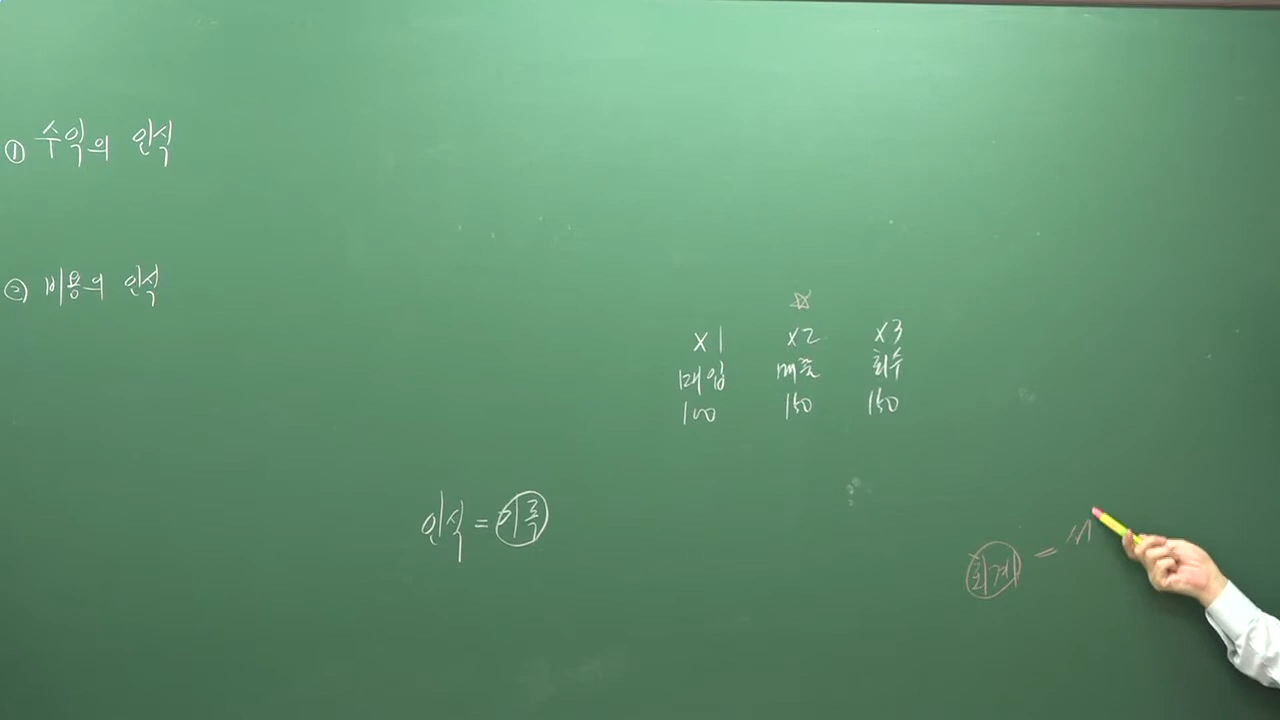 ① 수익의 인식
② 비용의 인식
☆
X1 X2 X3
매입 매출 회수
100 150 150
인식 = 기록
회계 =